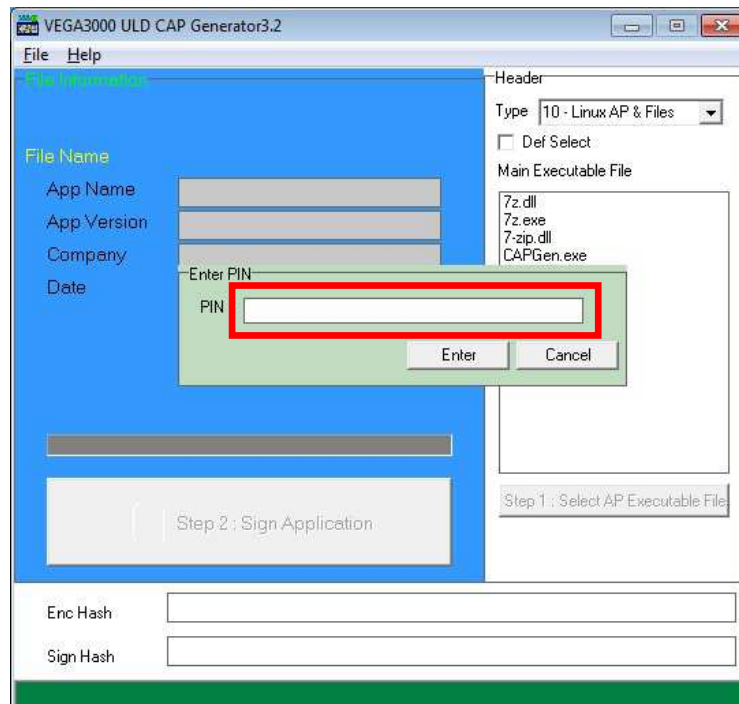 VEGA3000 ULD CAP Generator3.2
File Help
File Information
File Name
App Name
App Version
Company
Date
Header
Type 10 - Linux AP & Files
Def Select
Main Executable File
7z.dll
7z.exe
7-zip.dll
CAPGen.exe
Enter PIN
PIN
Enter Cancel
Step 1 : Select AP Executable File
Step 2 : Sign Application
Enc Hash
Sign Hash